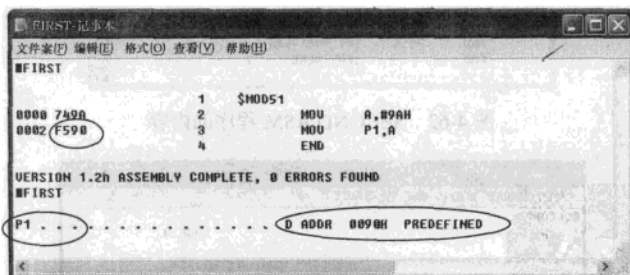 FIRST-记事本
文件案(F) 编辑(E) 格式(O) 查看(V) 帮助(H)
■FIRST
1 $MOD51
0000 749A 2 MOV A,#9AH
0002 F590 3 MOV P1,A
4 END
VERSION 1.2h ASSEMBLY COMPLETE, 0 ERRORS FOUND
■FIRST
P1 . . . . . . . . . . . . . . . D ADDR 0090H PREDEFINED